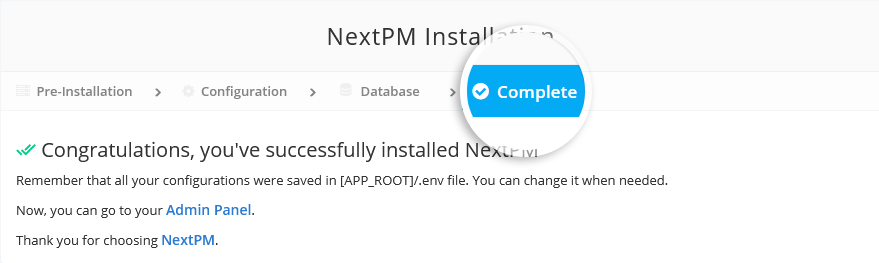 NextPM Installation
Pre-Installation > Configuration > Database > Complete
Congratulations, you've successfully installed NextPM
Remember that all your configurations were saved in [APP_ROOT]/.env file. You can change it when needed.
Now, you can go to your Admin Panel.
Thank you for choosing NextPM.